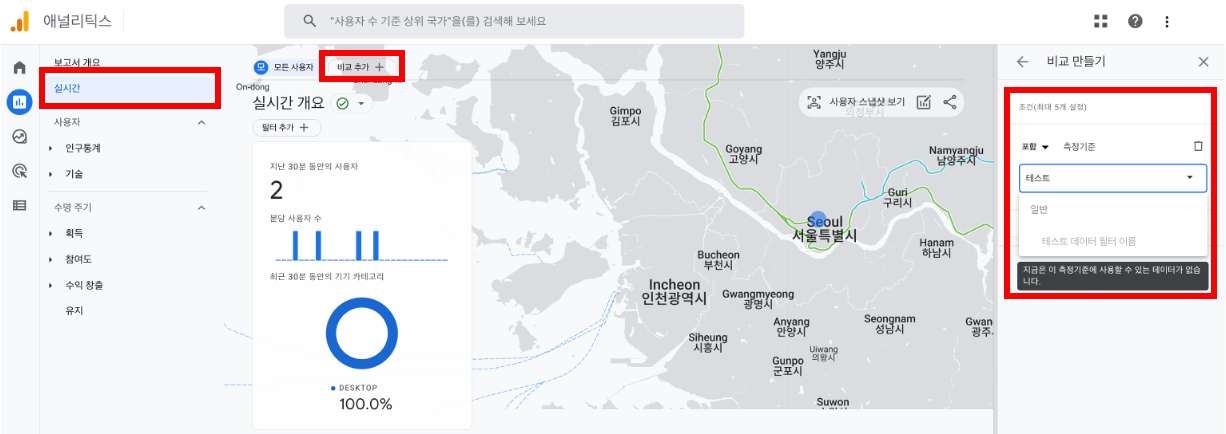 애널리틱스
"사용자 수 기준 상위 국가"을(를) 검색해 보세요
보고서 개요
실시간
사용자
인구통계
기술
수명 주기
획득
참여도
수익 창출
유지
모든 사용자
비교 추가
On-dong
실시간 개요
필터 추가
지난 30분 동안의 사용자
2
분당 사용자 수
최근 30분 동안의 기기 카테고리
DESKTOP
100.0%
사용자 스냅샷 보기
의정부시
Yangju
양주시
Gimpo
김포시
Goyang
고양시
Namyangju
남양주시
Guri
구리시
Seoul
서울특별시
Hanam
하남시
Bucheon
부천시
Incheon
인천광역시
Gwangmyeong
광명시
Anyang
안양시
Seongnam
성남시
Gwan
광주
Siheung
시흥시
Uiwang
의왕시
Gunpo
군포시
Suwon
비교 만들기
조건(최대 5개 설정)
포함
측정기준
테스트
일반
테스트 데이터 필터 이름
지금은 이 측정기준에 사용할 수 있는 데이터가 없습
니다.